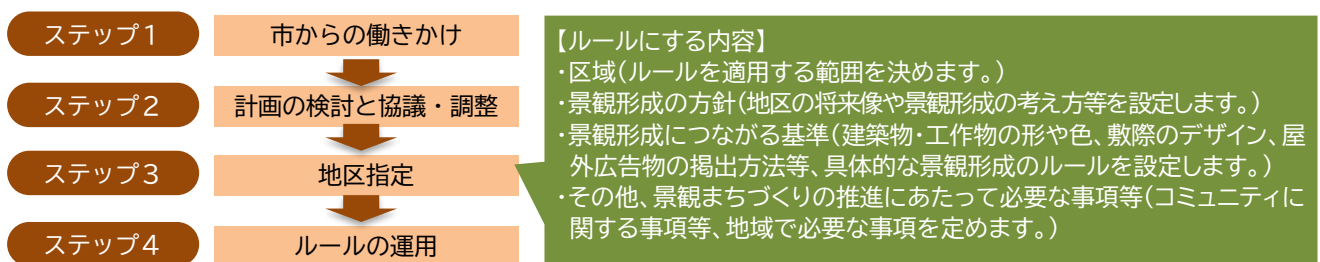 ステップ1
市からの働きかけ
ステップ2
計画の検討と協議・調整
ステップ3
地区指定
ステップ4
ルールの運用
【ルールにする内容】
・区域(ルールを適用する範囲を決めます。)
・景観形成の方針(地区の将来像や景観形成の考え方等を設定します。)
・景観形成につながる基準(建築物・工作物の形や色、敷際のデザイン、屋
外広告物の掲出方法等、具体的な景観形成のルールを設定します。)
・その他、景観まちづくりの推進にあたって必要な事項等(コミュニティに
関する事項等、地域で必要な事項を定めます。)